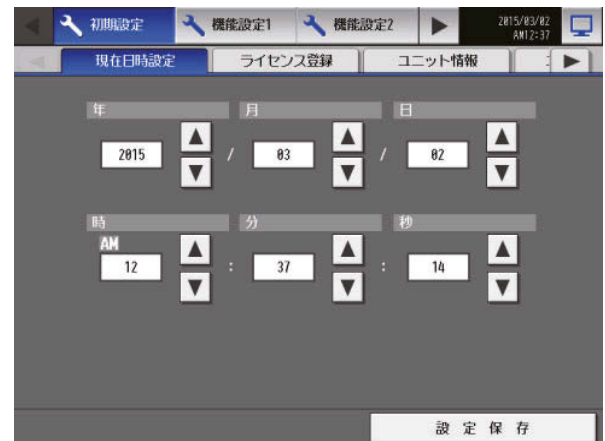 初期設定 機能設定1 機能設定2 2015/03/02
AM12:37
現在日時設定 ライセンス登録 ユニット情報
年 月 日
2015 / 03 / 02
時 分 秒
AM
12 : 37 : 14
設定保存